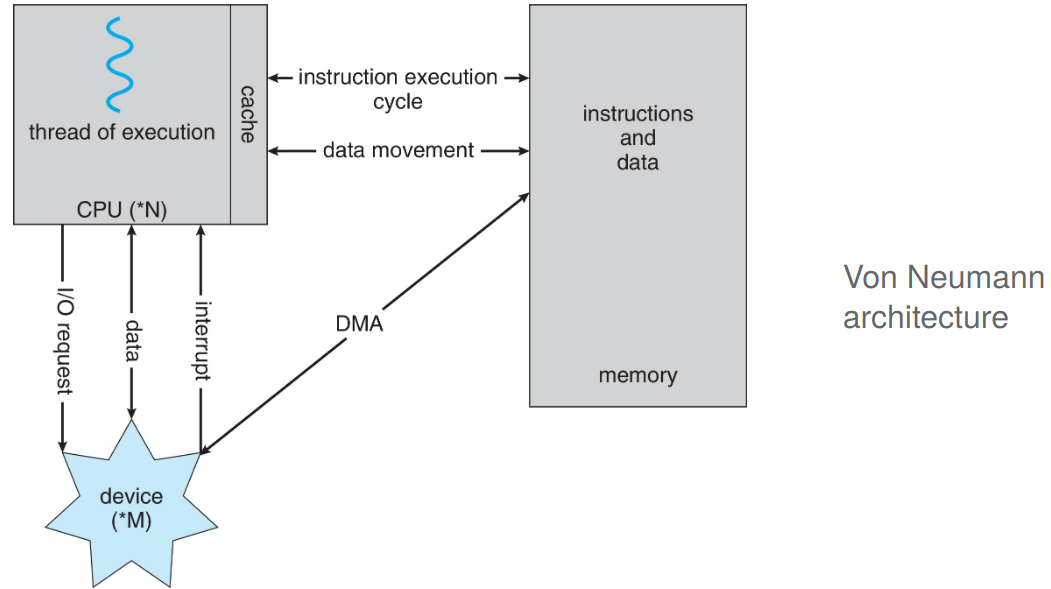 thread of execution
cache
CPU (*N)
instruction execution
cycle
data movement
instructions
and
data
memory
I/O request
data
interrupt
DMA
device
(*M)
Von Neumann
architecture